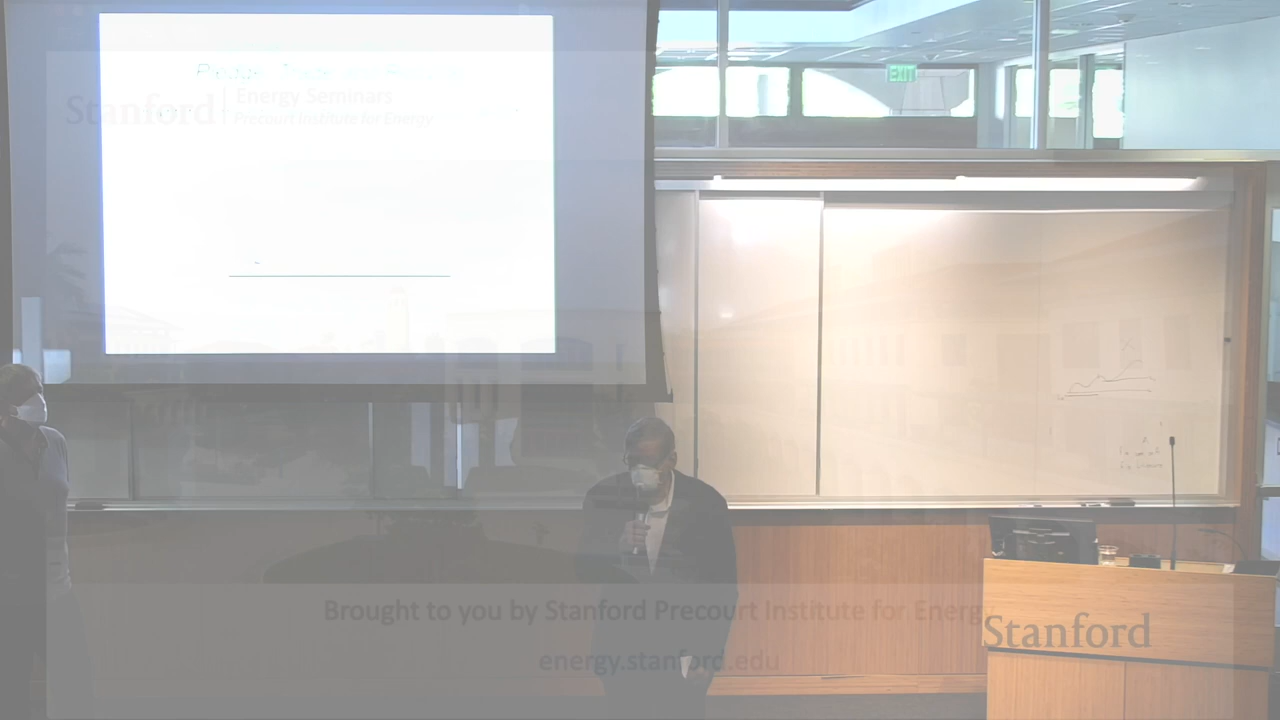 EXIT
Stanford
Energy Seminars
Precourt Institute for Energy
Brought to you by Stanford Precourt Institute for Energy
Stanford
energy.stanford.edu